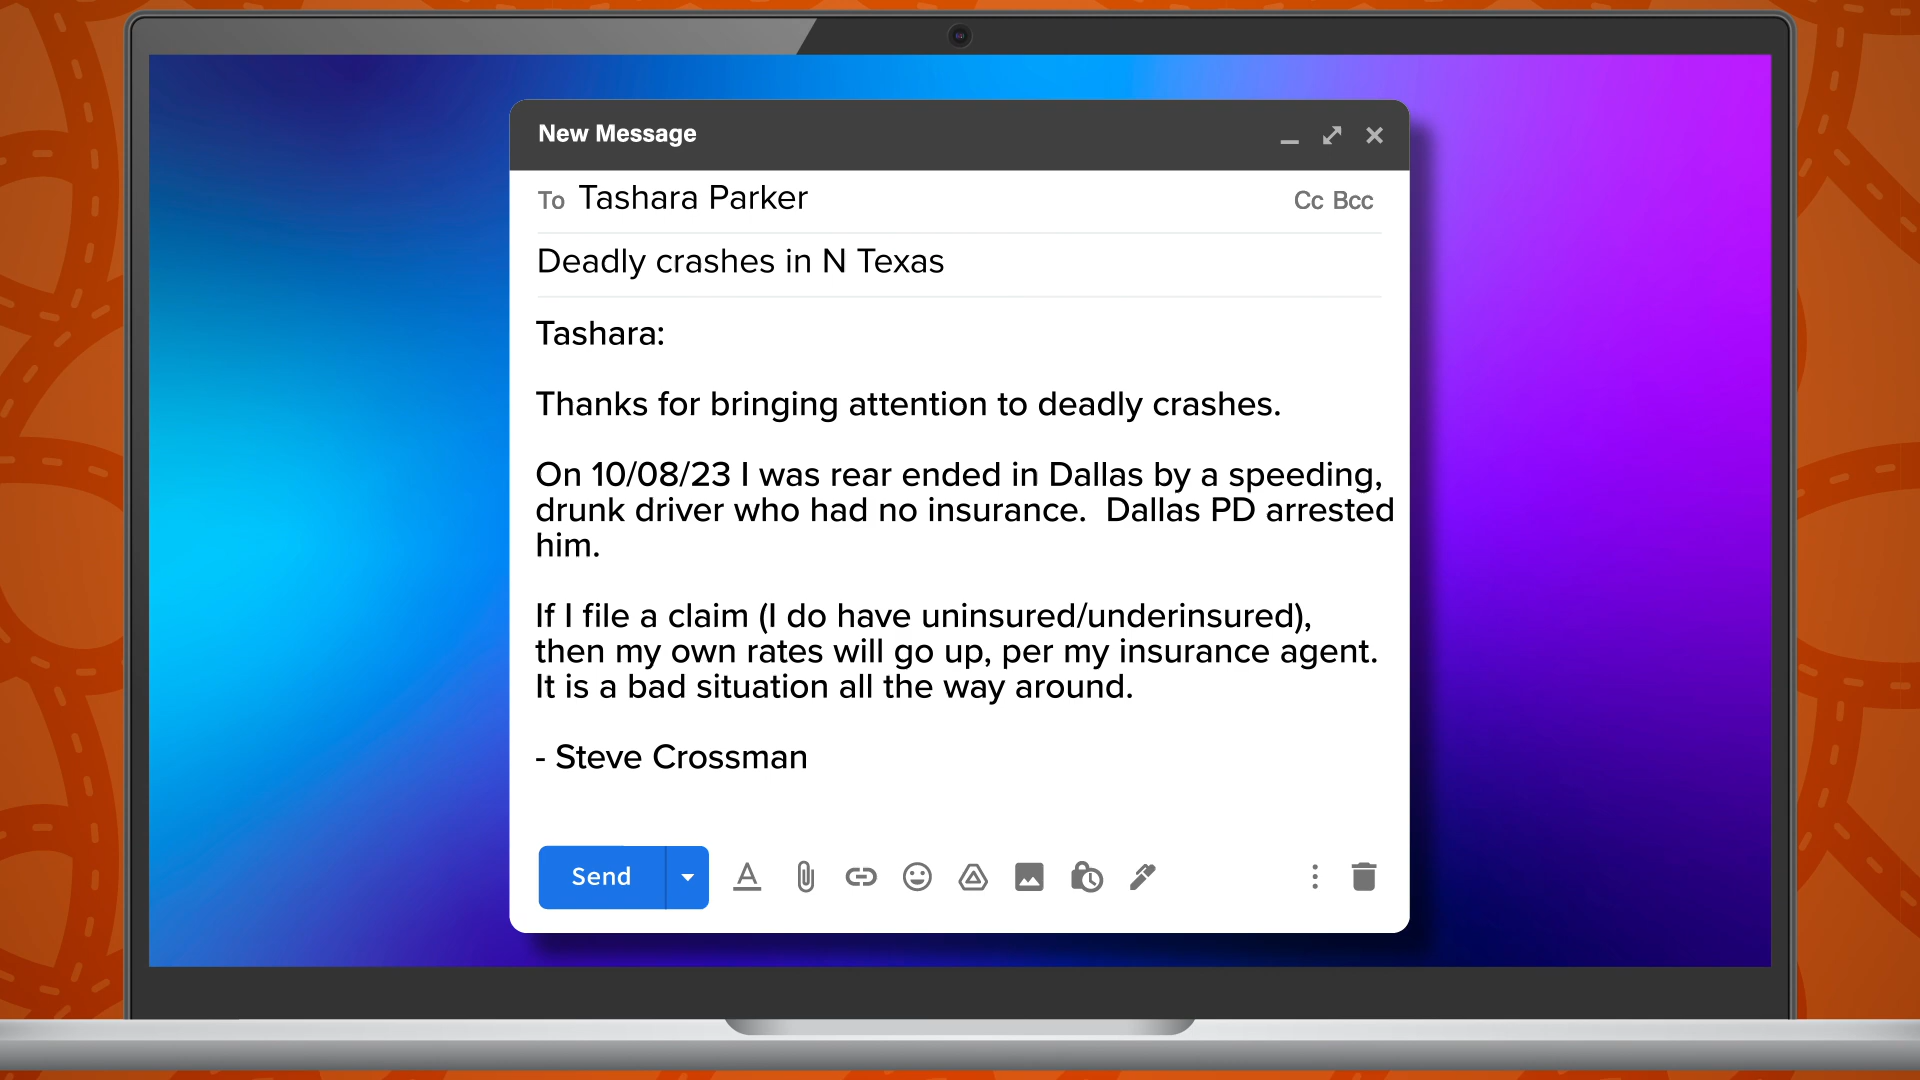 New Message
To Tashara Parker Cc Bcc
Deadly crashes in N Texas
Tashara:
Thanks for bringing attention to deadly crashes.
On 10/08/23 I was rear ended in Dallas by a speeding,
drunk driver who had no insurance.  Dallas PD arrested
him.
If I file a claim (I do have uninsured/underinsured),
then my own rates will go up, per my insurance agent.
It is a bad situation all the way around.
- Steve Crossman
Send